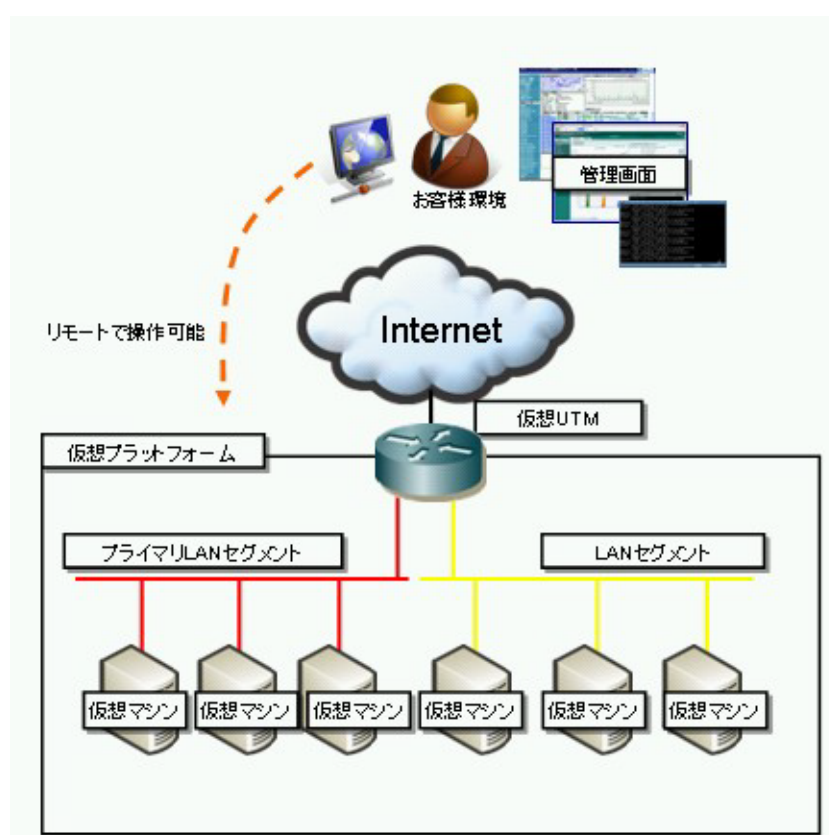 管理画面
お客様環境
Internet
リモートで操作可能
仮想UTM
仮想プラットフォーム
プライマリLANセグメント
LANセグメント
仮想マシン
仮想マシン
仮想マシン
仮想マシン
仮想マシン
仮想マシン